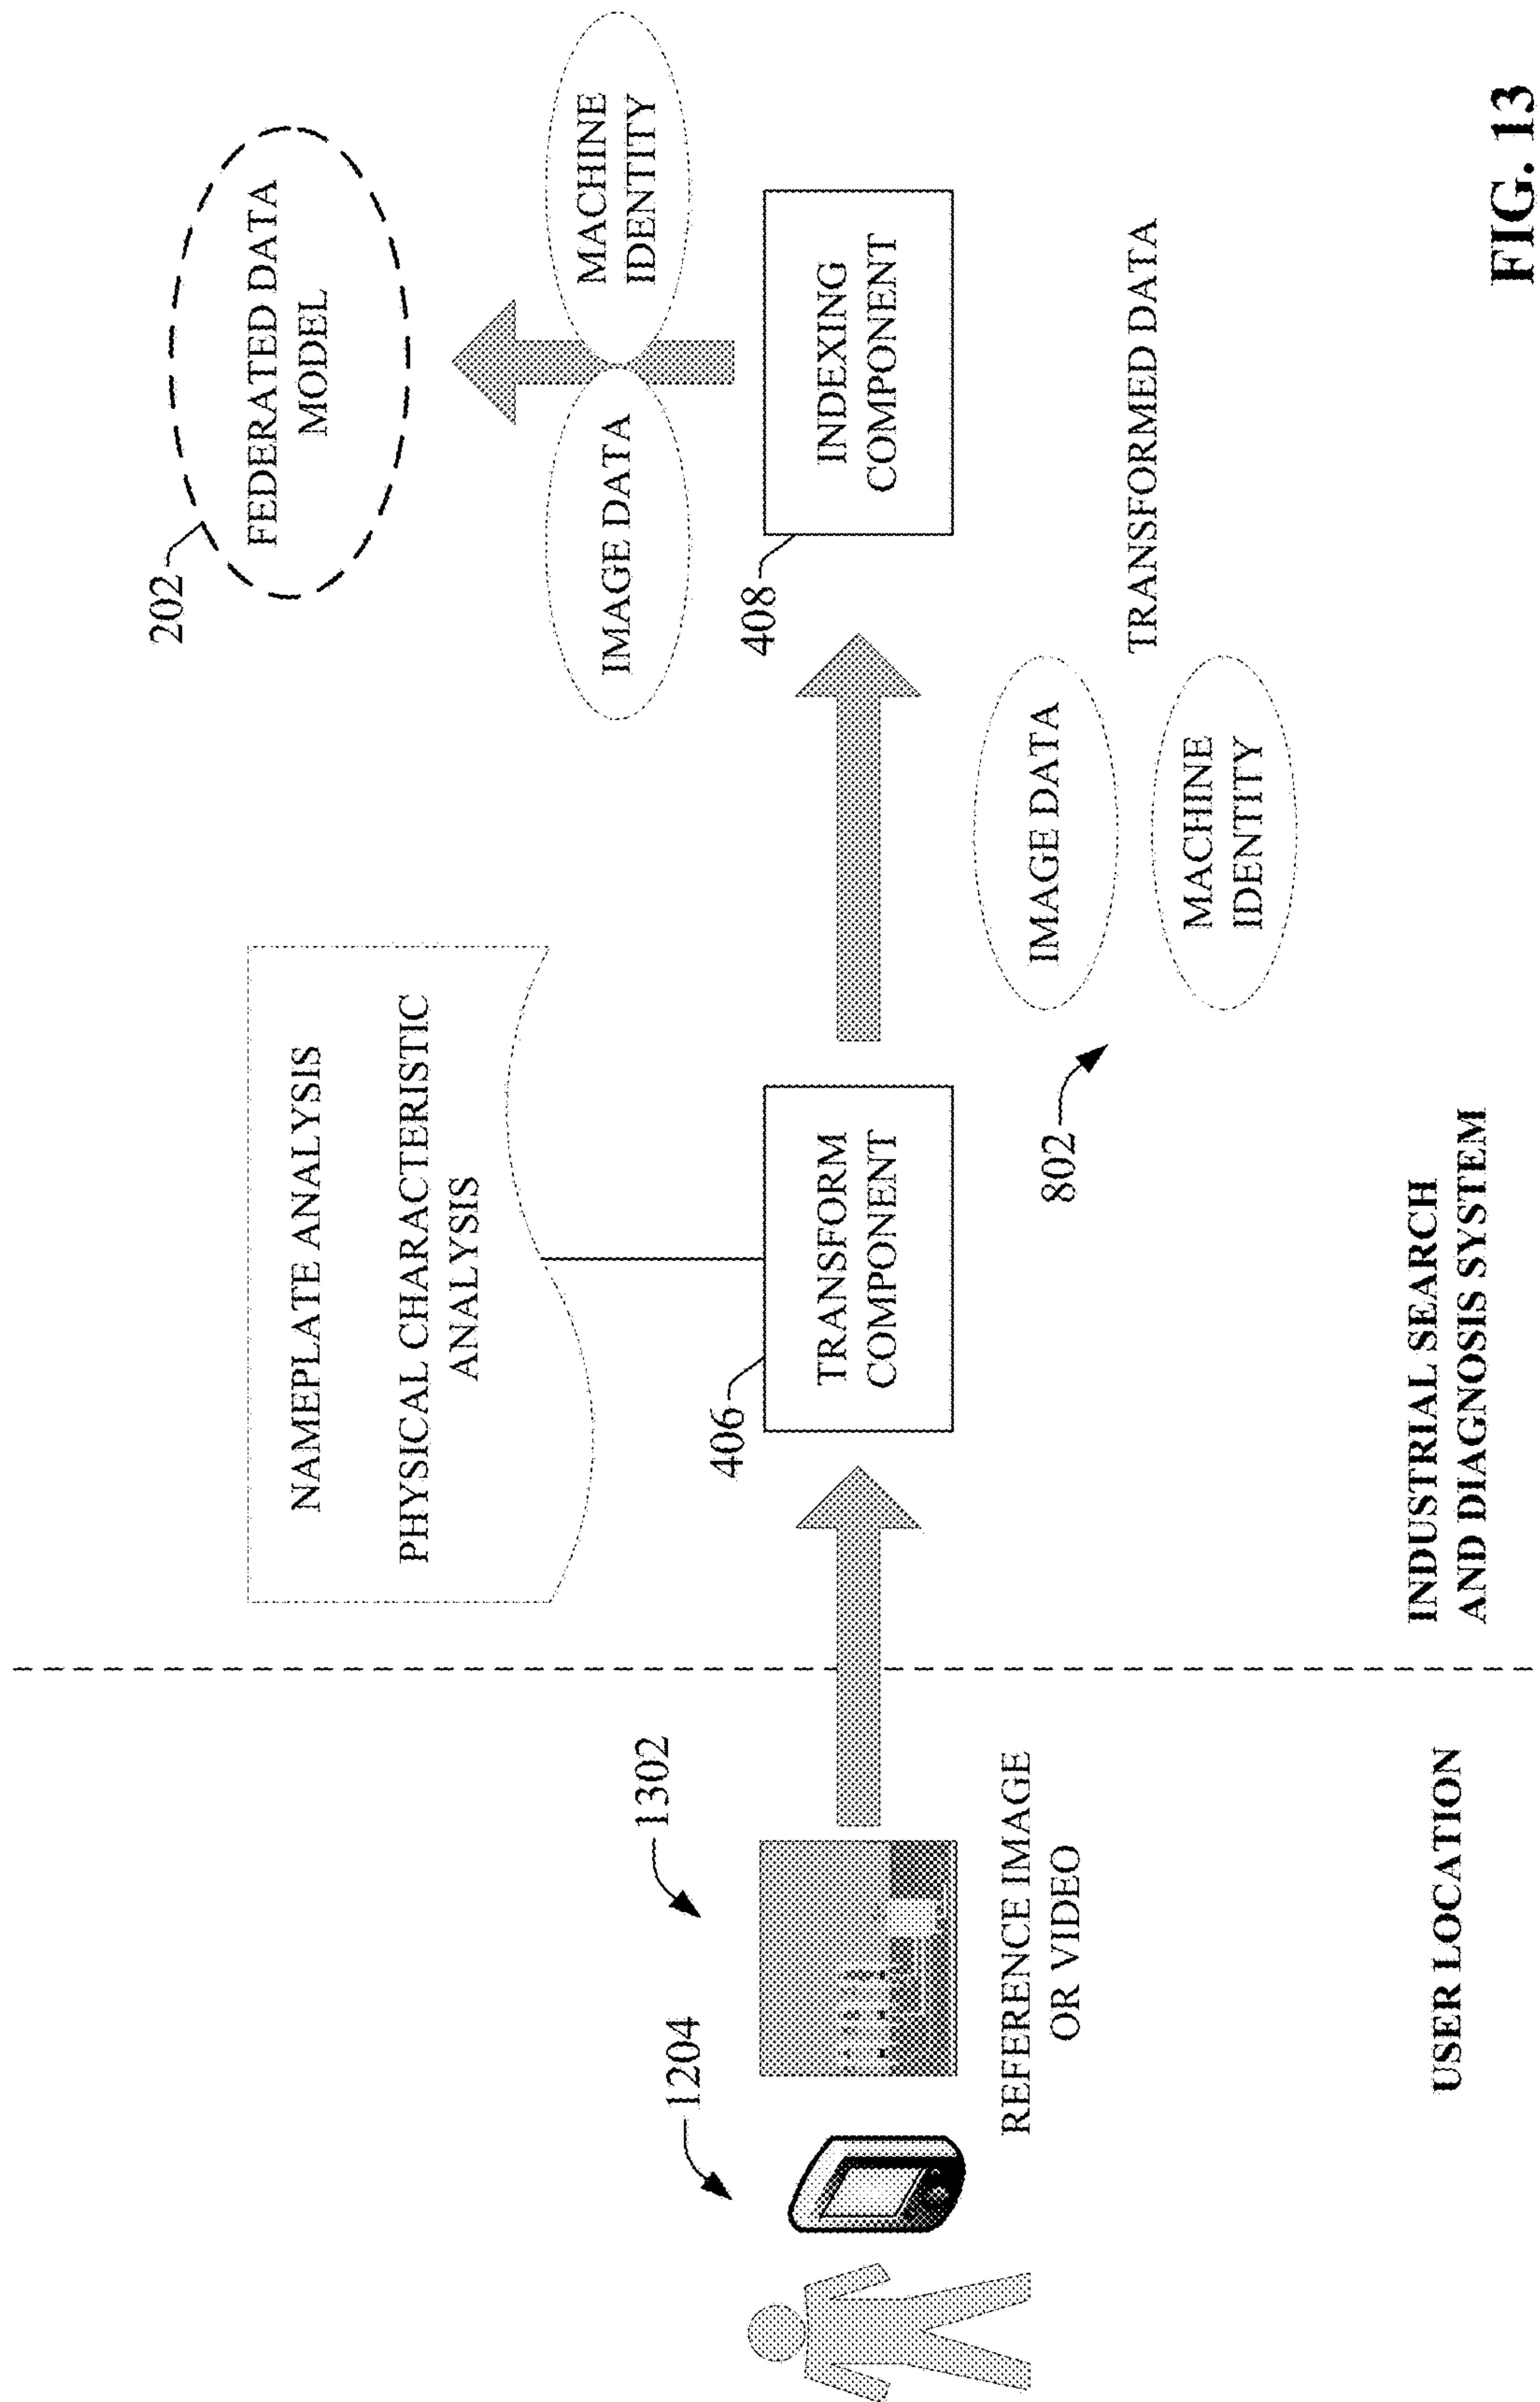 202
FEDERATED DATA
MODEL
IMAGE DATA
MACHINE
IDENTITY
NAMEPLATE ANALYSIS
PHYSICAL CHARACTERISTIC
ANALYSIS
1204
1302
406
TRANSFORM
COMPONENT
408
INDEXING
COMPONENT
REFERENCE IMAGE
OR VIDEO
802
IMAGE DATA
MACHINE
IDENTITY
TRANSFORMED DATA
USER LOCATION
INDUSTRIAL SEARCH
AND DIAGNOSIS SYSTEM
FIG. 13